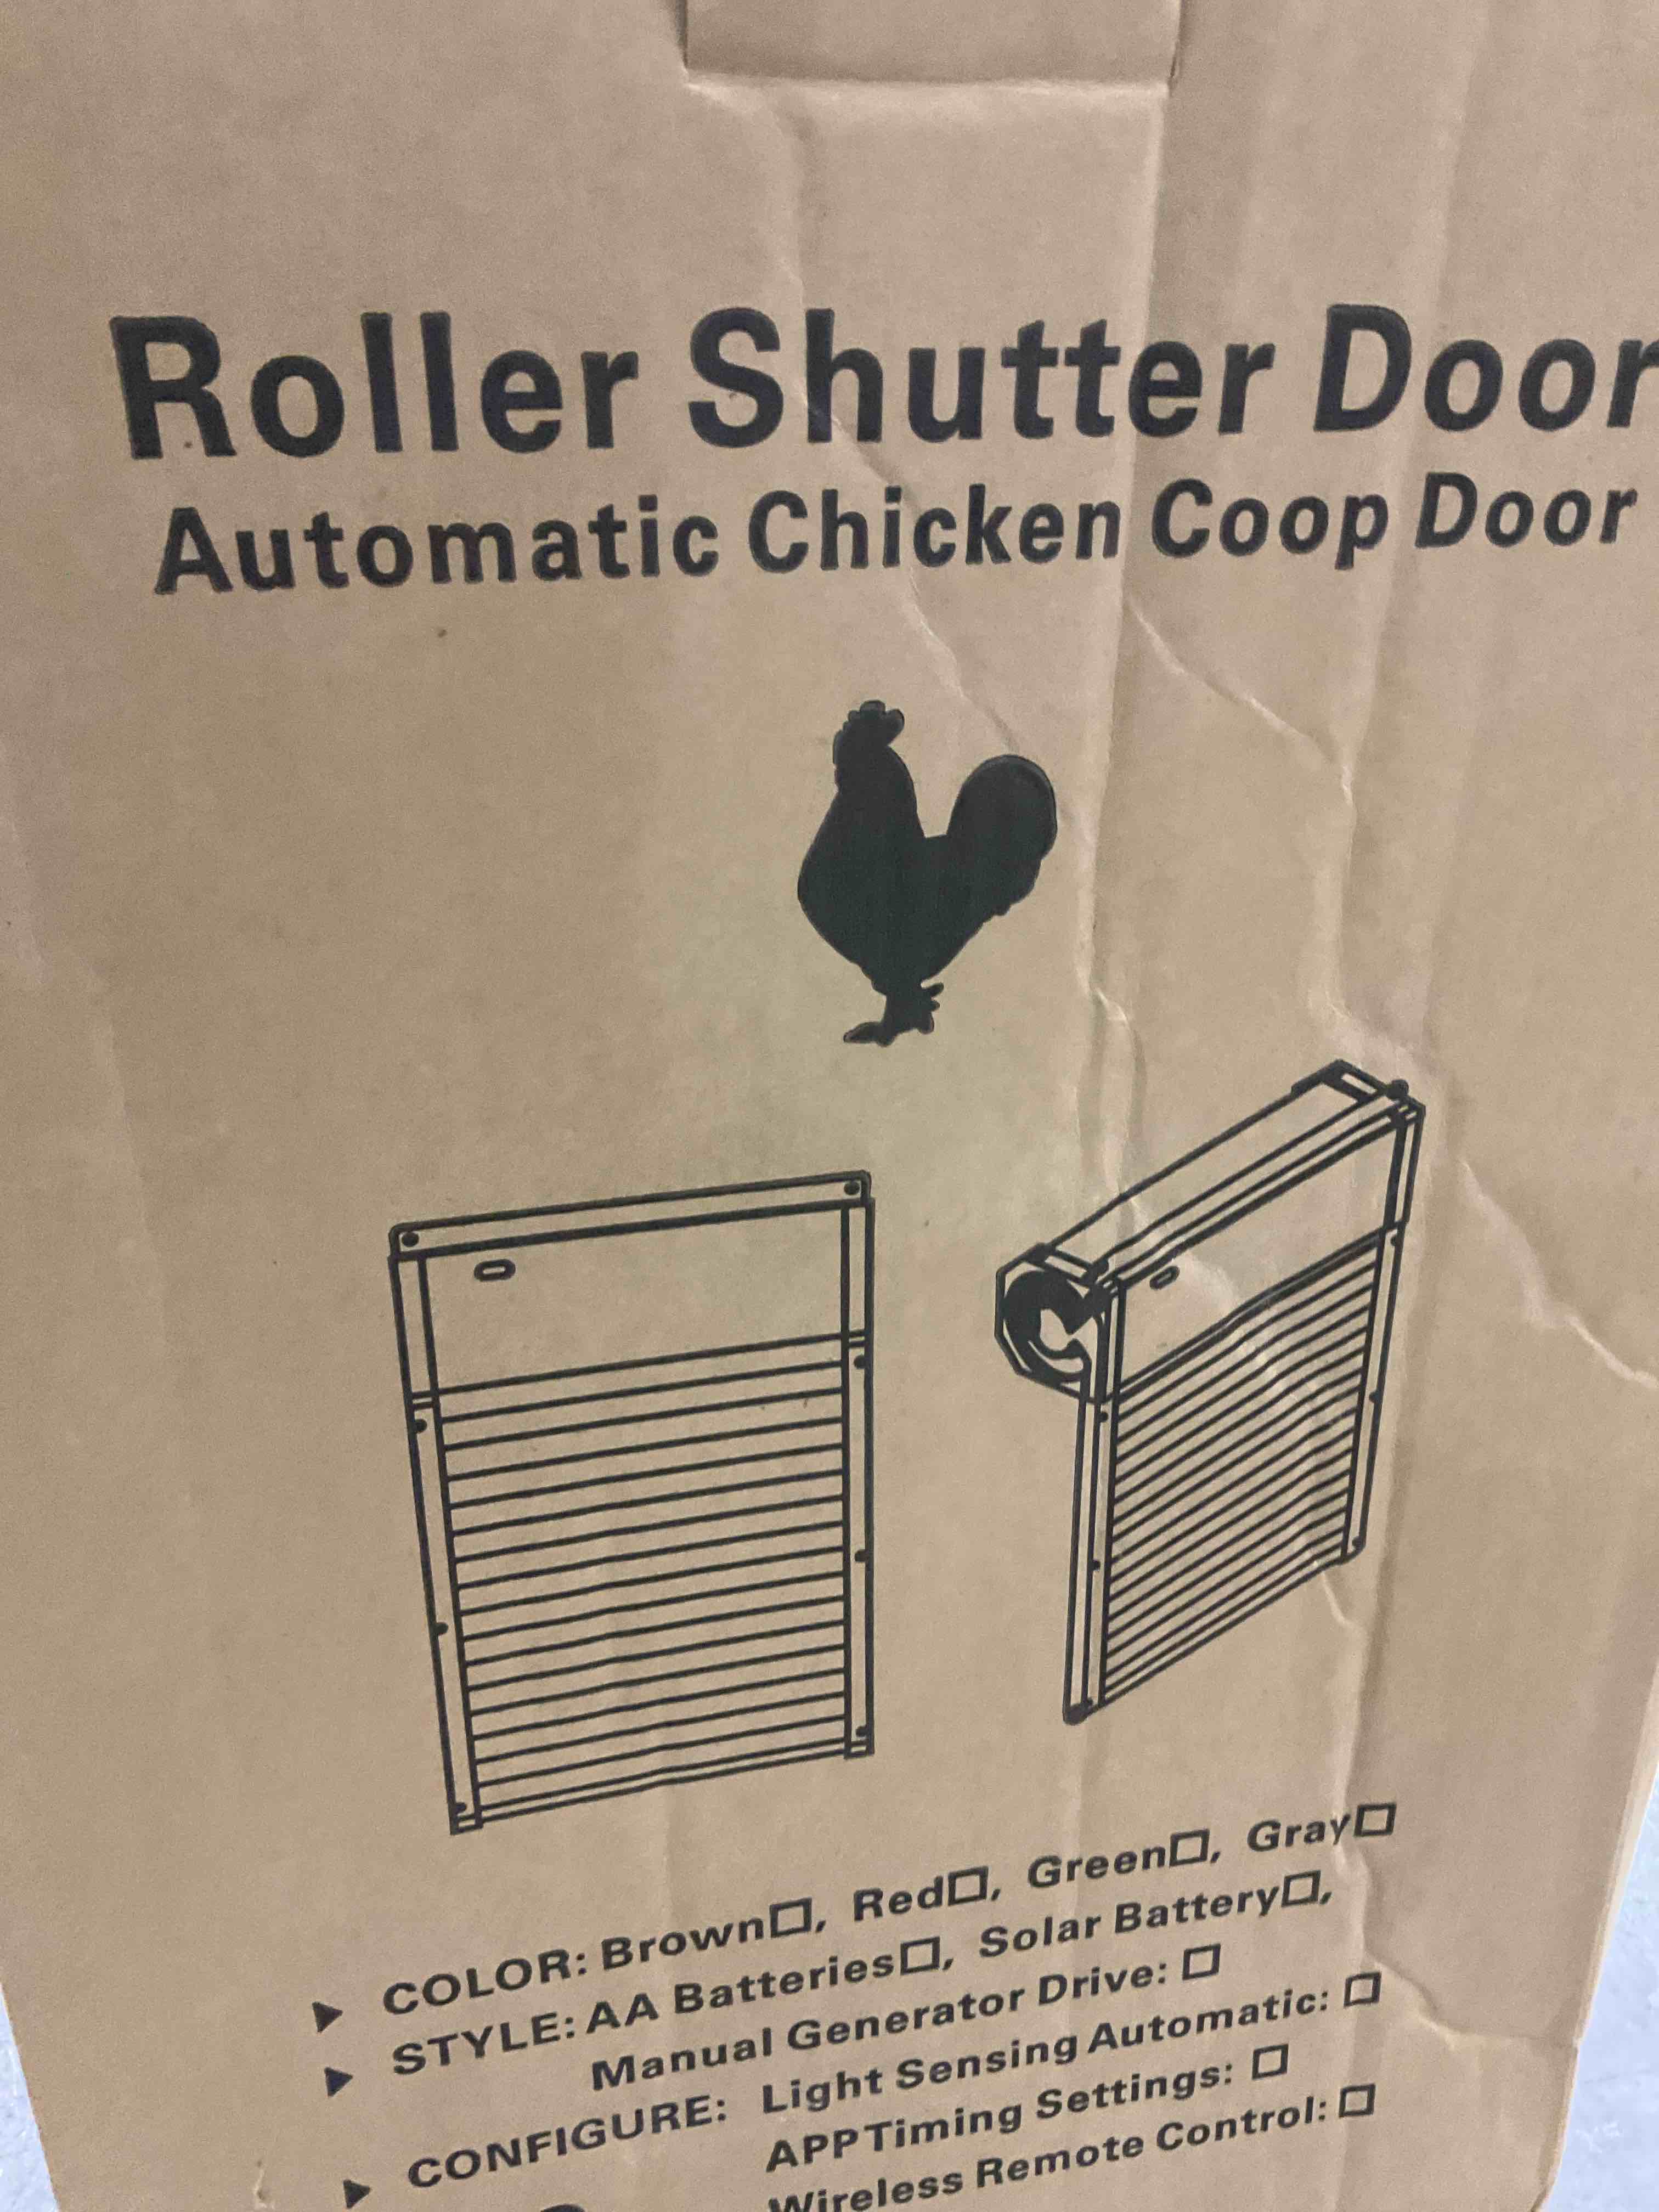 Roller Shutter Door
Automatic Chicken Coop Door
▶ COLOR: Brown□, Red□, Green□, Gray□
▶ STYLE: AA Batteries□, Solar Battery□,
Manual Generator Drive: □
▶ CONFIGURE: Light Sensing Automatic: □
APP Timing Settings: □
Wireless Remote Control: □